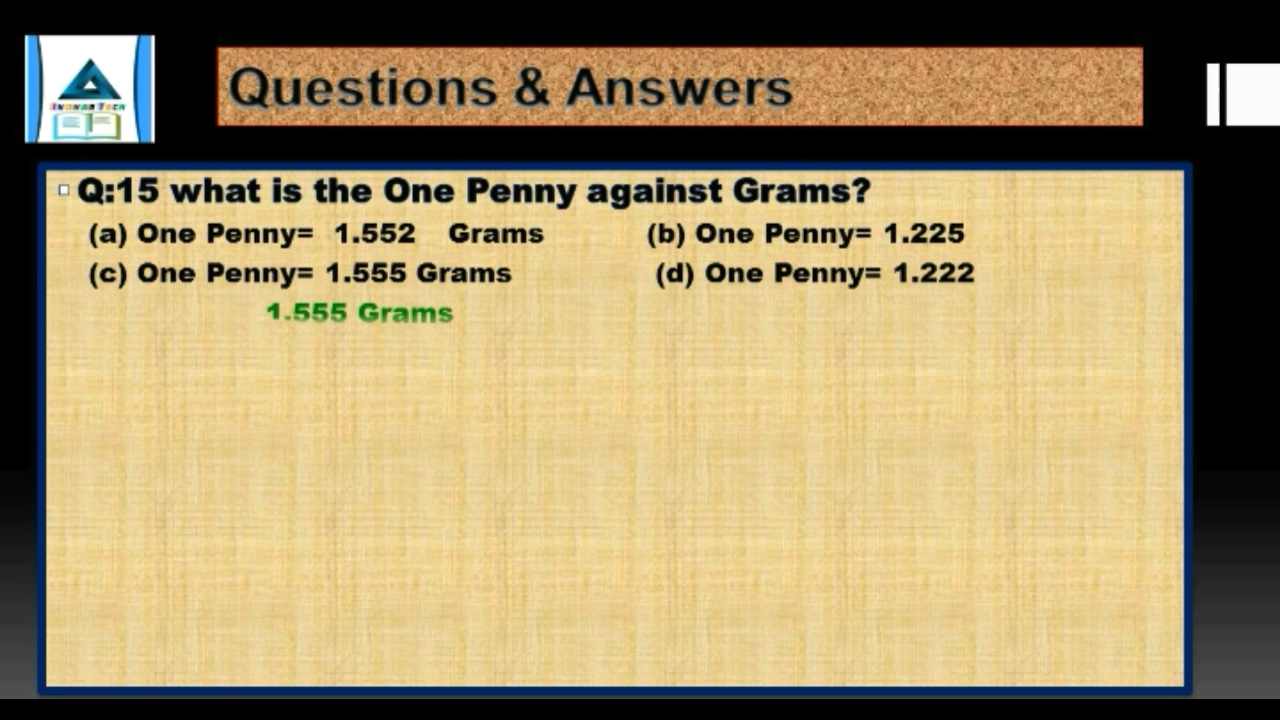 Questions & Answers
Q:15 what is the One Penny against Grams?
(a) One Penny= 1.552 Grams (b) One Penny= 1.225
(c) One Penny= 1.555 Grams (d) One Penny= 1.222
1.555 Grams